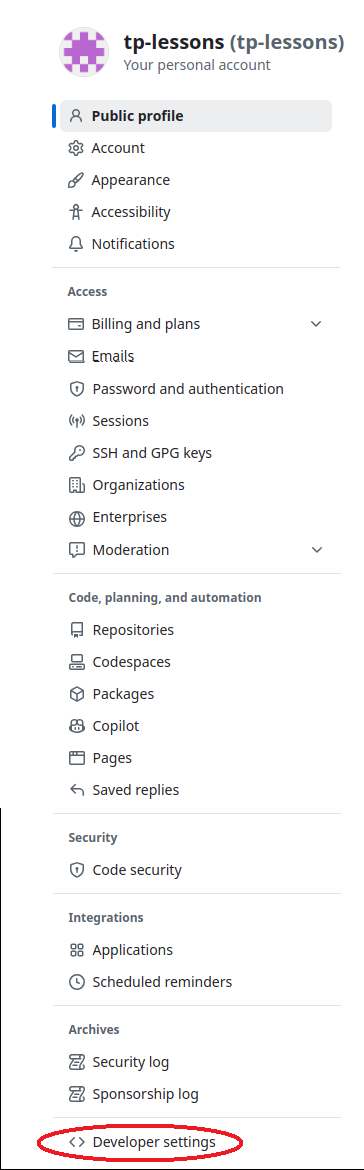 tp-lessons (tp-lessons)
Your personal account
Public profile
Account
Appearance
Accessibility
Notifications
Access
Billing and plans
Emails
Password and authentication
Sessions
SSH and GPG keys
Organizations
Enterprises
Moderation
Code, planning, and automation
Repositories
Codespaces
Packages
Copilot
Pages
Saved replies
Security
Code security
Integrations
Applications
Scheduled reminders
Archives
Security log
Sponsorship log
Developer settings